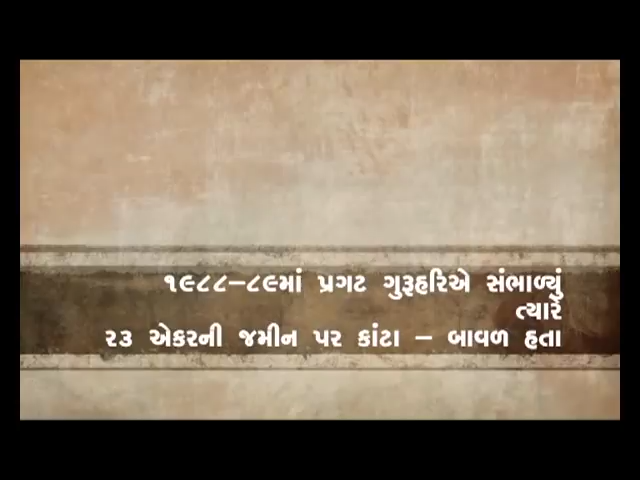 ૧૯૮૮–૮૯માં પ્રગટ ગુરૂહરિએ સંભાળ્યું
ત્યારે
૨૩ એકરની જમીન પર કાંટા – બાવળ હતા